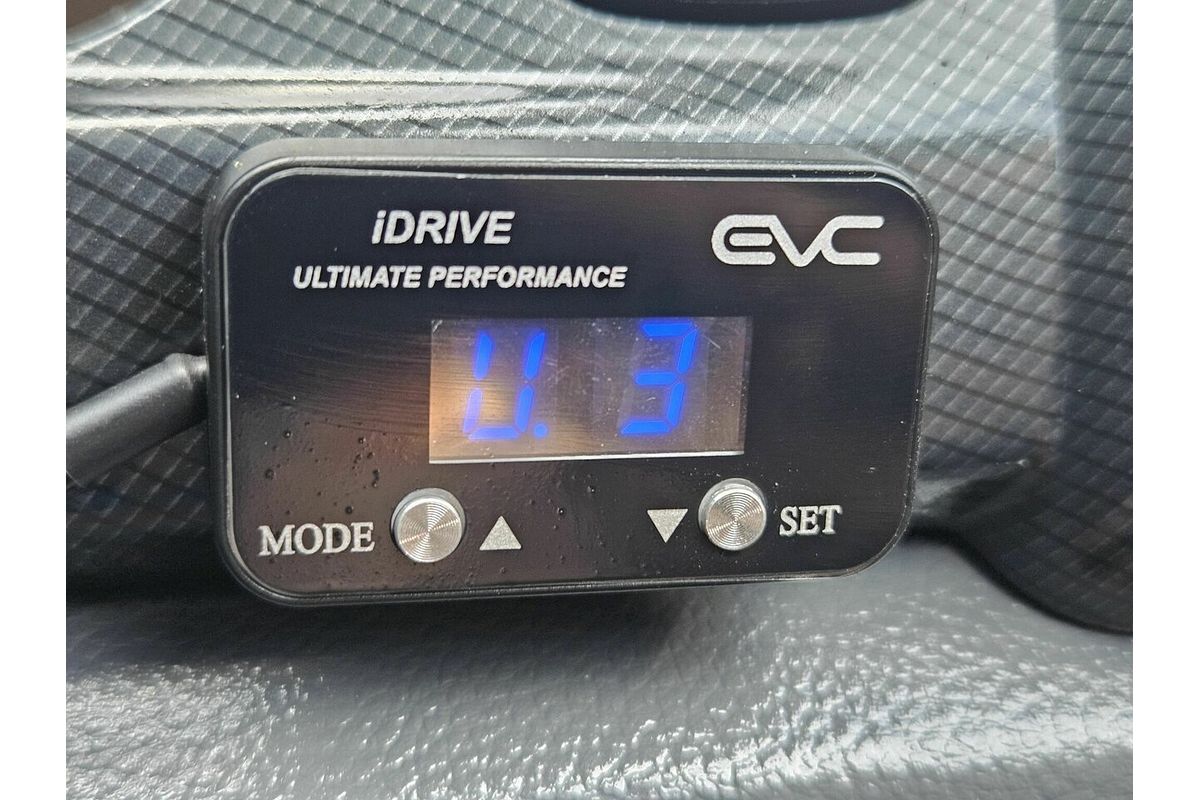 iDRIVE
EVC
ULTIMATE PERFORMANCE
U. 3
MODE ▲ ▼ SET